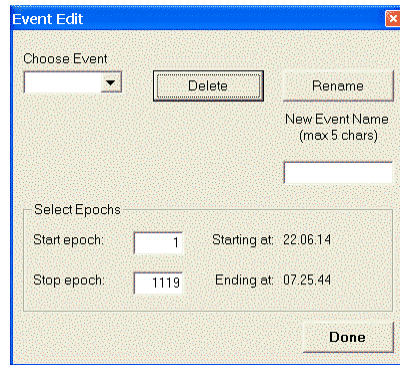 Event Edit
Choose Event
Delete
Rename
New Event Name
(max 5 chars)
Select Epochs
Start epoch: 1 Starting at: 22.06.14
Stop epoch: 1119 Ending at: 07.25.44
Done